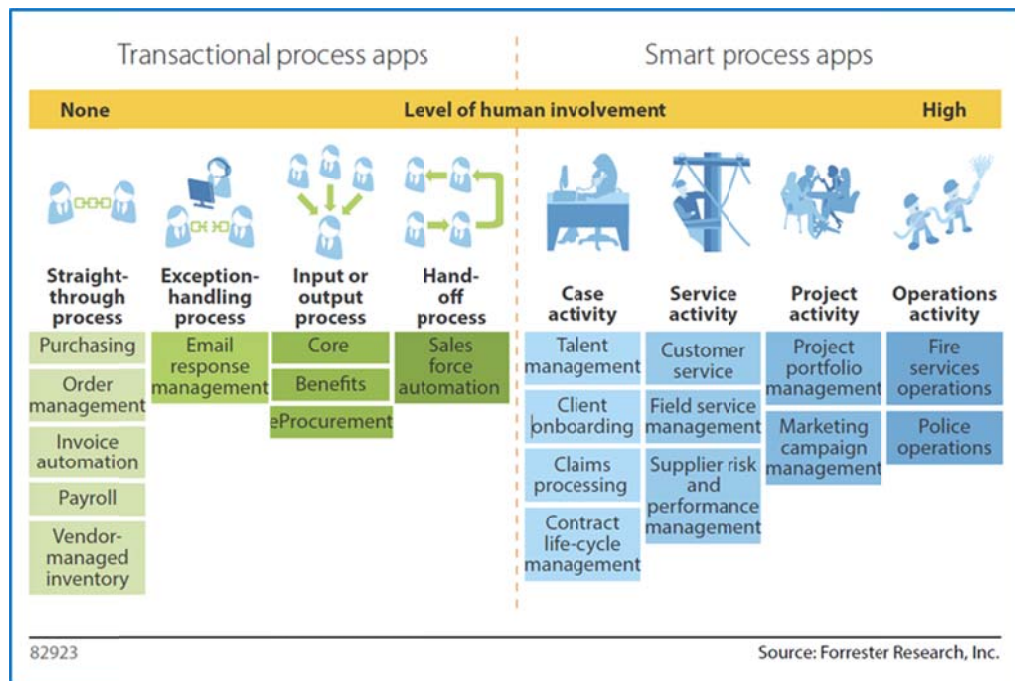 Transactional process apps
Smart process apps
None
Level of human involvement
High
Straight-
through
process
Exception-
handling
process
Input or
output
process
Hand-
off
process
Case
activity
Service
activity
Project
activity
Operations
activity
Purchasing
Order
management
Invoice
automation
Payroll
Vendor-
managed
inventory
Email
response
management
Core
Benefits
eProcurement
Sales
force
automation
Talent
management
Client
onboarding
Claims
processing
Contract
life-cycle
management
Customer
service
Field service
management
Supplier risk
and
performance
management
Project
portfolio
management
Marketing
campaign
management
Fire
services
operations
Police
operations
82923
Source: Forrester Research, Inc.